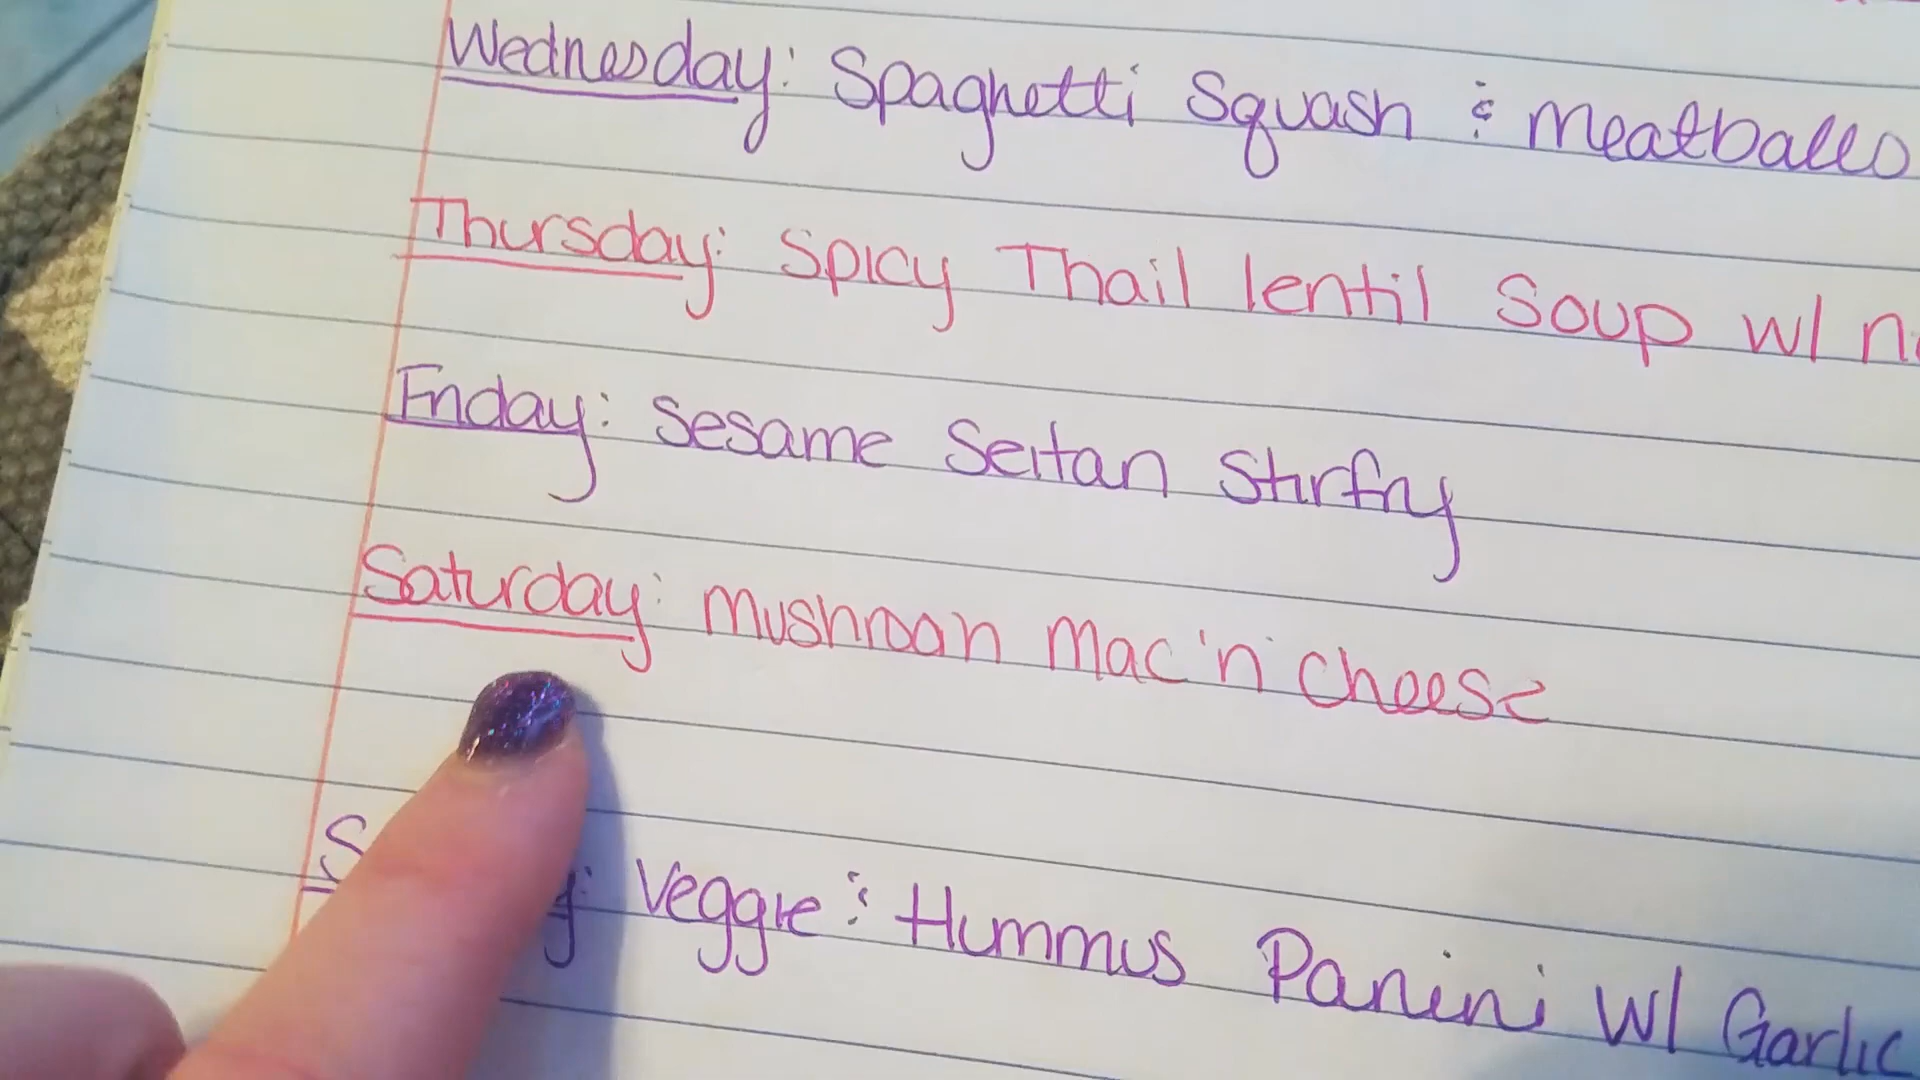 Wednesday: Spaghetti Squash & Meatballs
Thursday: Spicy Thail lentil Soup w/
Friday: Sesame Seitan Stirfry
Saturday: Mushroom Mac 'n' Cheese
Veggie & Hummus Panini w/ Garlic